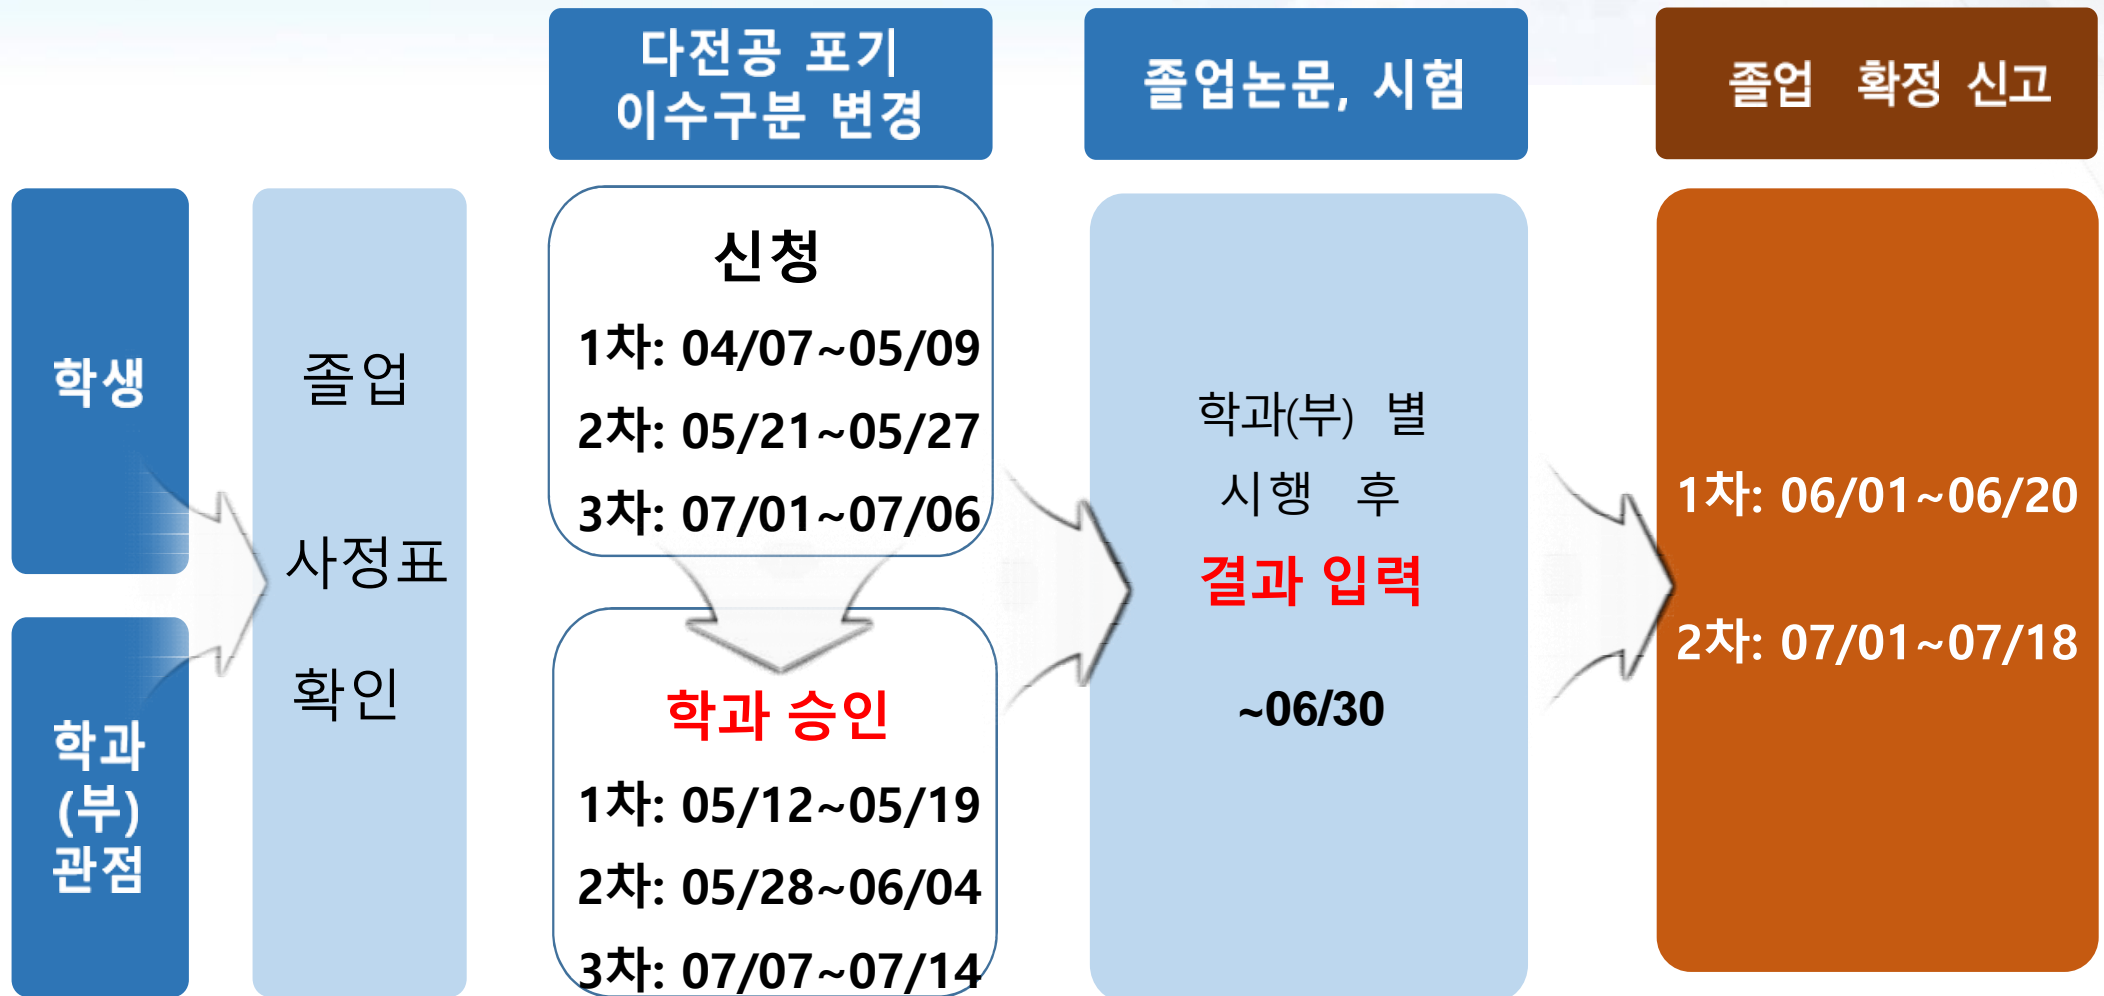 다전공 포기
이수구분 변경
졸업논문, 시험
졸업 확정 신고
학생
학과
(부)
관점
졸업
사정표
확인
신청
1차: 04/07~05/09
2차: 05/21~05/27
3차: 07/01~07/06
학과 승인
1차: 05/12~05/19
2차: 05/28~06/04
3차: 07/07~07/14
학과(부) 별
시행 후
결과 입력
~06/30
1차: 06/01~06/20
2차: 07/01~07/18